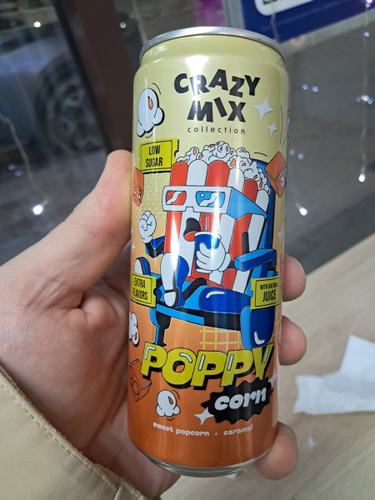 CRAZY
MIX
collection
LOW
SUGAR
EXTRA
FLAVORS
WITH NATURAL
JUICE
POPPY
corn
sweet popcorn • caramel